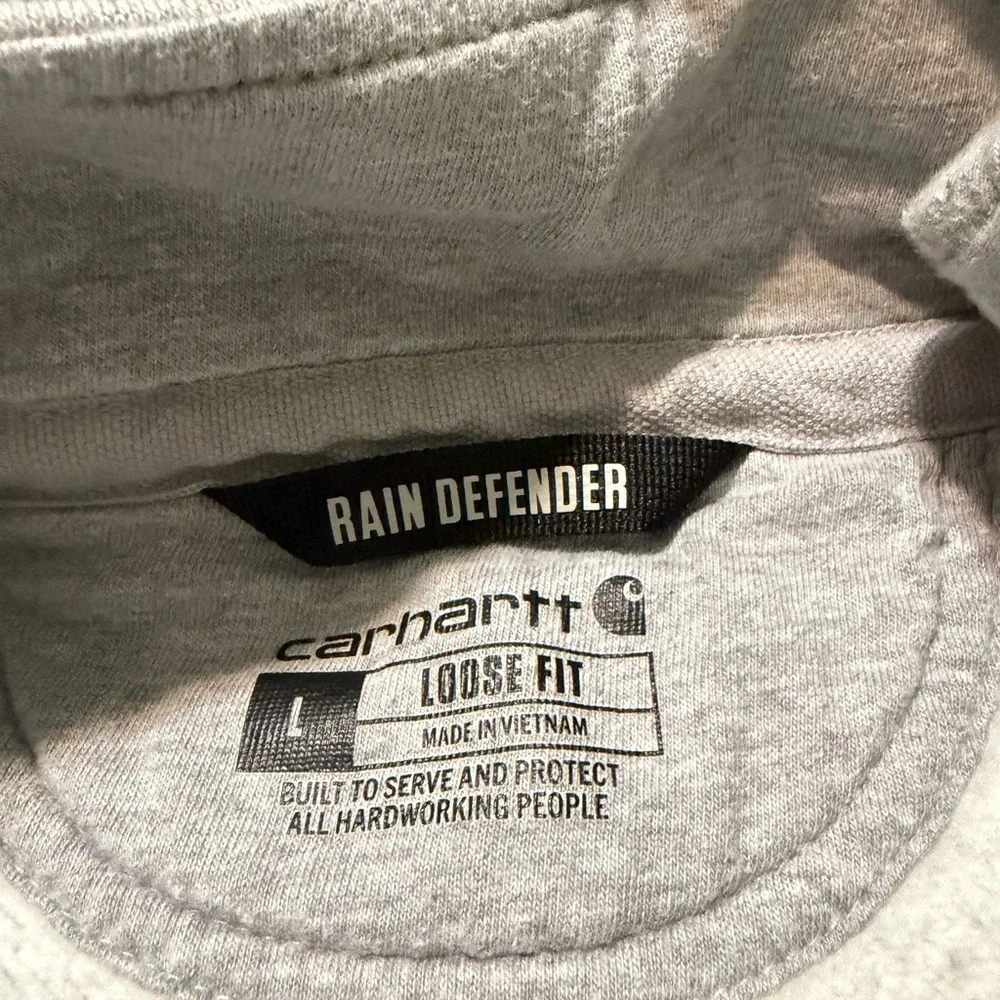 RAIN DEFENDER
carhartt
L
LOOSE FIT
MADE IN VIETNAM
BUILT TO SERVE AND PROTECT
ALL HARDWORKING PEOPLE